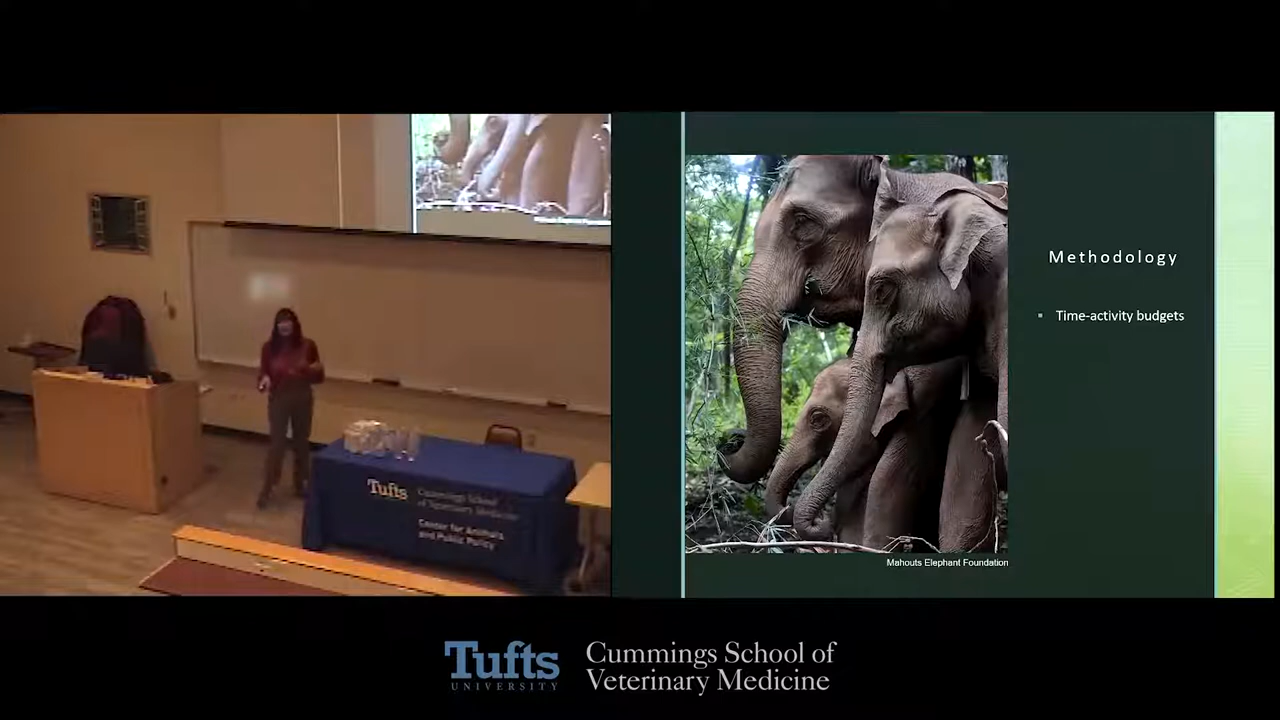 Methodology
▪ Time-activity budgets
Mahouts Elephant Foundation
Tufts
Cummings School
of Veterinary Medicine
Center for Animals
and Public Policy
Tufts
UNIVERSITY
Cummings School of
Veterinary Medicine